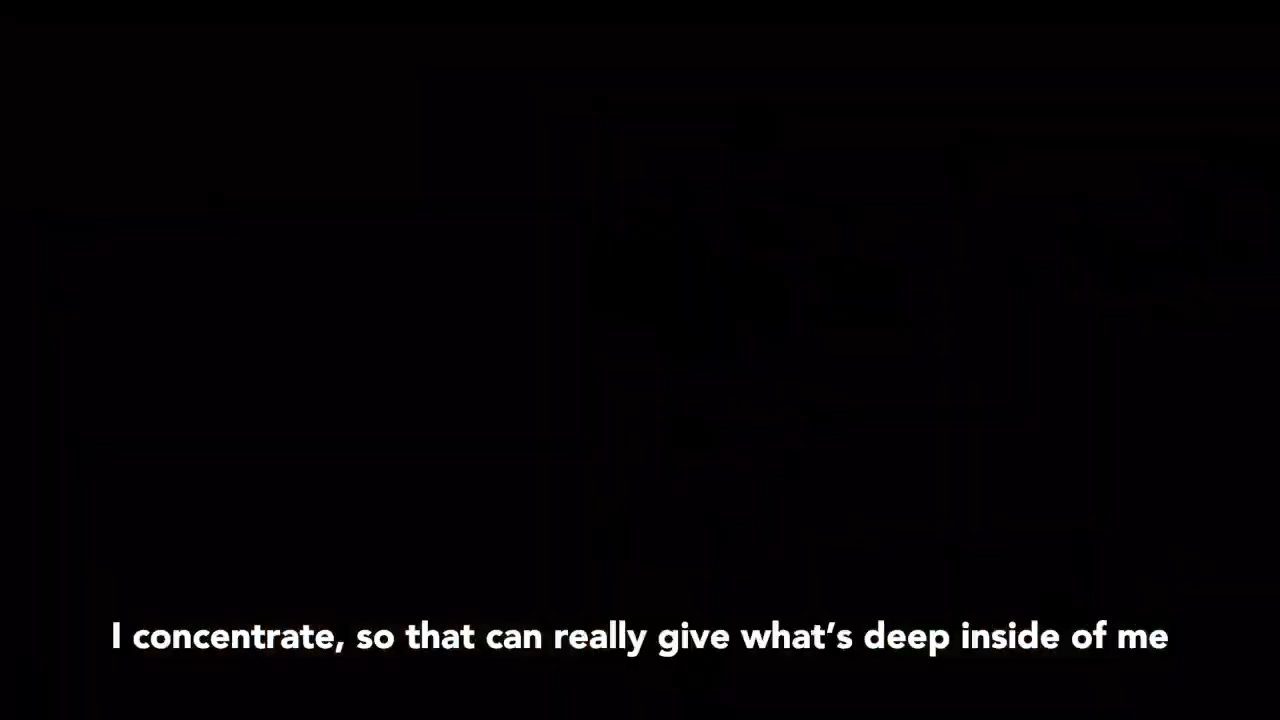 I concentrate, so that can really give what’s deep inside of me